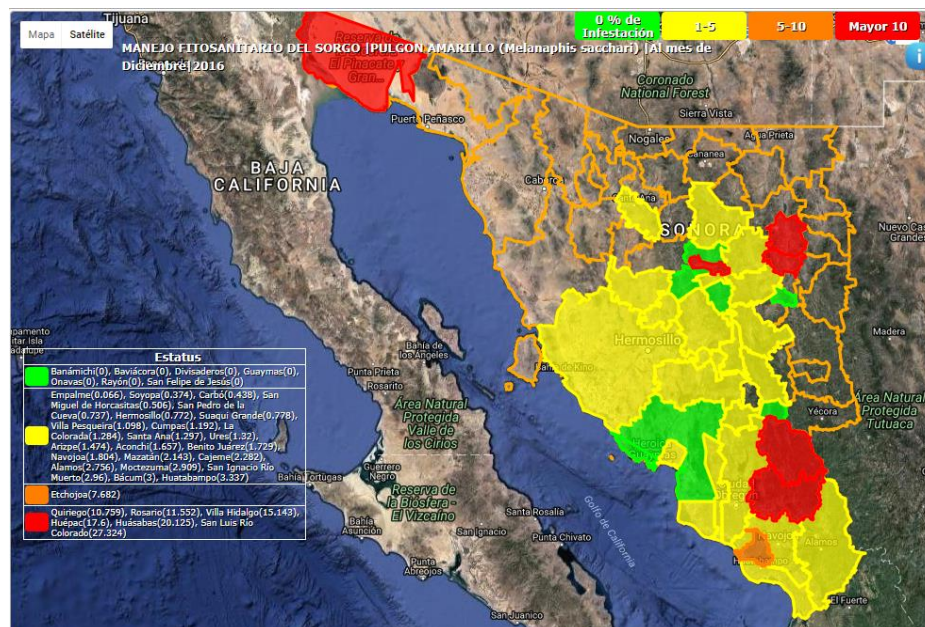 Tijuana
Mapa
Satélite
0 % de
Infestación
1-5
5-10
Mayor 10
MANEJO FITOSANITARIO DEL SORGO |PULGON AMARILLO (Melanaphis sacchari) |Al mes de
Diciembre|2016
i
Reserva de
El Pinacate
Gran...
Coronado
National Forest
Sierra Vista
Puerto Peñasco
Nogales
Agua Prieta
Cananea
BAJA
CALIFORNIA
SONORA
Hermosillo
Bahía de
los Ángeles
Punta Prieta
Rosarito
Madera
Yécora
Área Natural
Protegida
Tutuaca
Área Natural
Protegida
Valle de
los Cirios
Estatus
Banámichi(0), Baviácora(0), Divisaderos(0), Guaymas(0),
Onavas(0), Rayón(0), San Felipe de Jesús(0)
Empalme(0.066), Soyopa(0.374), Carbó(0.438), San
Miguel de Horcasitas(0.506), San Pedro de la
Cueva(0.737), Hermosillo(0.772), Suaqui Grande(0.778),
Villa Pesqueira(1.098), Cumpas(1.192), La
Colorada(1.284), Santa Ana(1.297), Ures(1.32),
Arizpe(1.474), Aconchi(1.657), Benito Juárez(1.729),
Navojoa(1.804), Mazatán(2.143), Cajeme(2.282),
Alamos(2.756), Moctezuma(2.909), San Ignacio Río
Muerto(2.96), Bácum(3), Huatabampo(3.337)
Etchojoa(7.682)
Quiriego(10.759), Rosario(11.552), Villa Hidalgo(15.143),
Huépac(17.6), Huásabas(20.125), San Luis Río
Colorado(27.324)
Bahía Tortugas
Guerrero
Negro
Reserva de
la Biosfera -
El Vizcaíno
Santa Rosalía
Bahía
Asunción
San Ignacio
Punta Chivato
Golfo de California
Punta
Abreojos
San Juanico
Navojoa
Alamos
El Fuerte